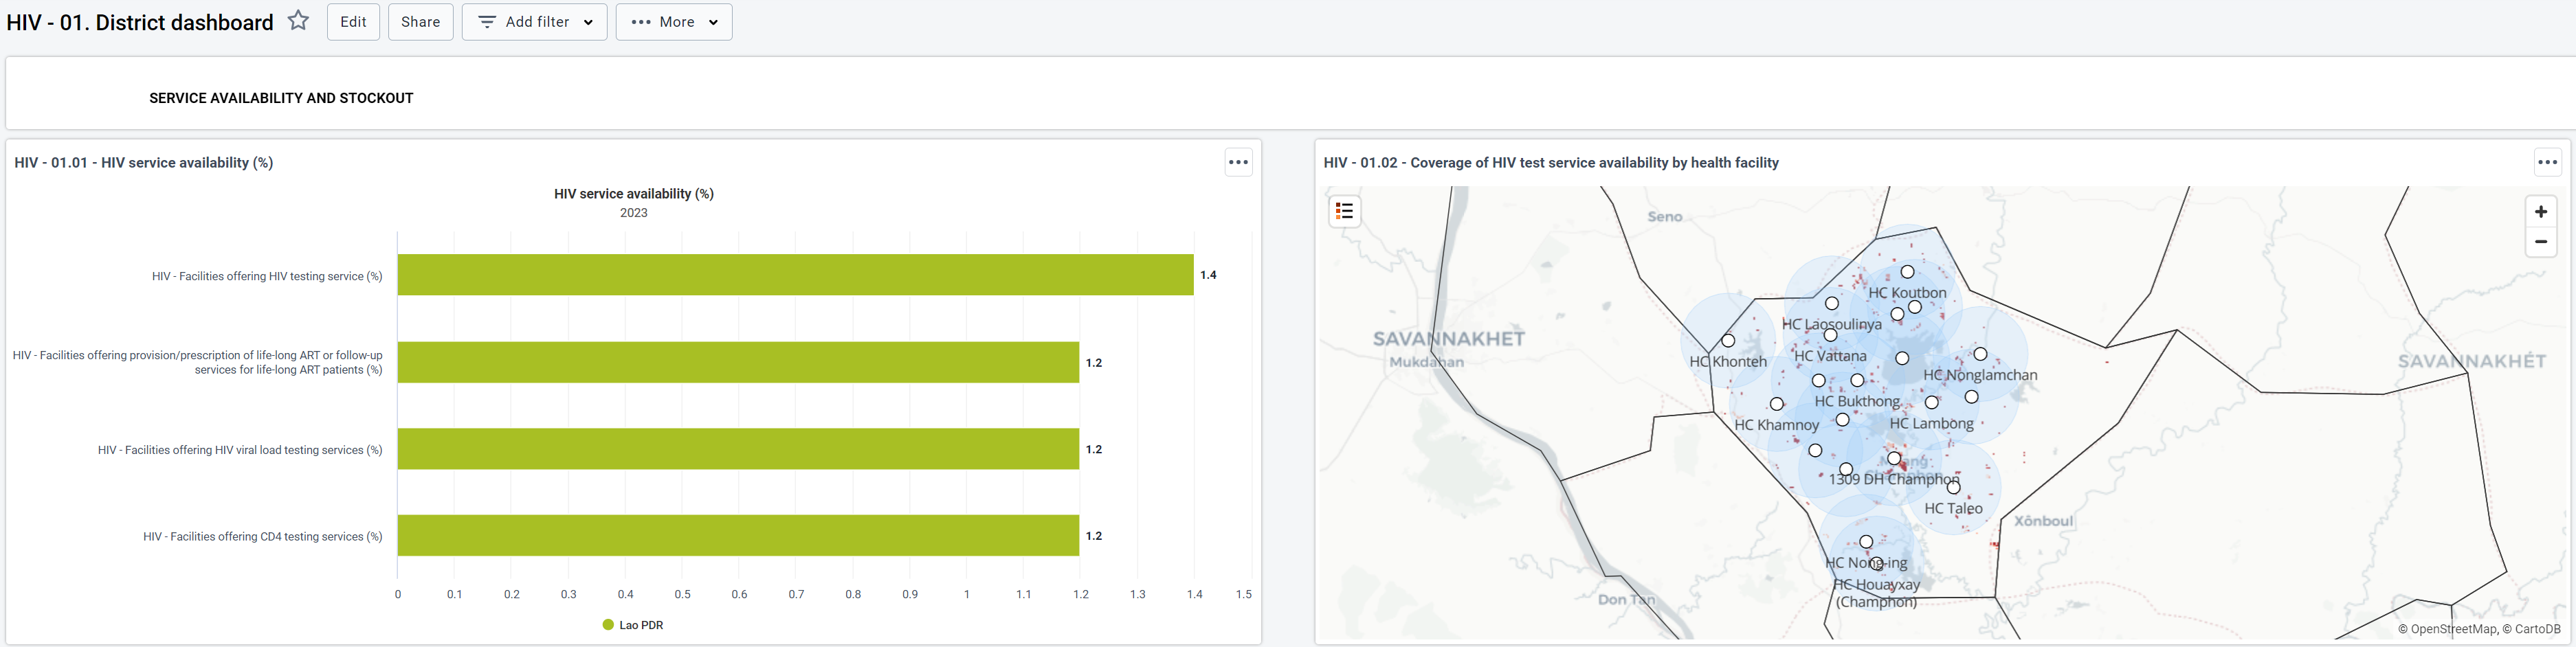 HIV - 01. District dashboard
Edit
Share
Add filter
More
SERVICE AVAILABILITY AND STOCKOUT
HIV - 01.01 - HIV service availability (%)
HIV service availability (%)
2023
HIV - Facilities offering HIV testing service (%)
1.4
HIV - Facilities offering provision/prescription of life-long ART or follow-up
services for life-long ART patients (%)
1.2
HIV - Facilities offering HIV viral load testing services (%)
1.2
HIV - Facilities offering CD4 testing services (%)
1.2
0 0.1 0.2 0.3 0.4 0.5 0.6 0.7 0.8 0.9 1 1.1 1.2 1.3 1.4 1.5
Lao PDR
HIV - 01.02 - Coverage of HIV test service availability by health facility
Seno
HC Koutbon
HC Laosoulinya
SAVANNAKHET
Mukdahan
HC Khonteh
HC Vattana
SAVANNAKHÉT
HC Nonglamchan
HC Bukthong
HC Khamnoy
HC Lambong
1309 DH Champhon
HC Taleo
Xônboul
HC Nong-ing
HC Houayxay
(Champhon)
Don Tan
© OpenStreetMap, © CartoDB